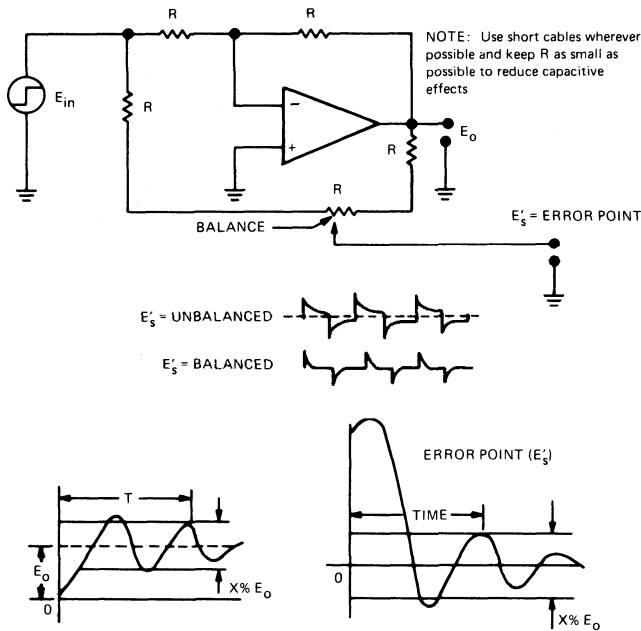 R
R
NOTE: Use short cables wherever
possible and keep R as small as
possible to reduce capacitive
effects
E_in
R
−
+
E_o
R
R
BALANCE
E'_s = ERROR POINT
E'_s = UNBALANCED
E'_s = BALANCED
T
E_o
0
X% E_o
ERROR POINT (E'_s)
TIME
0
X% E_o